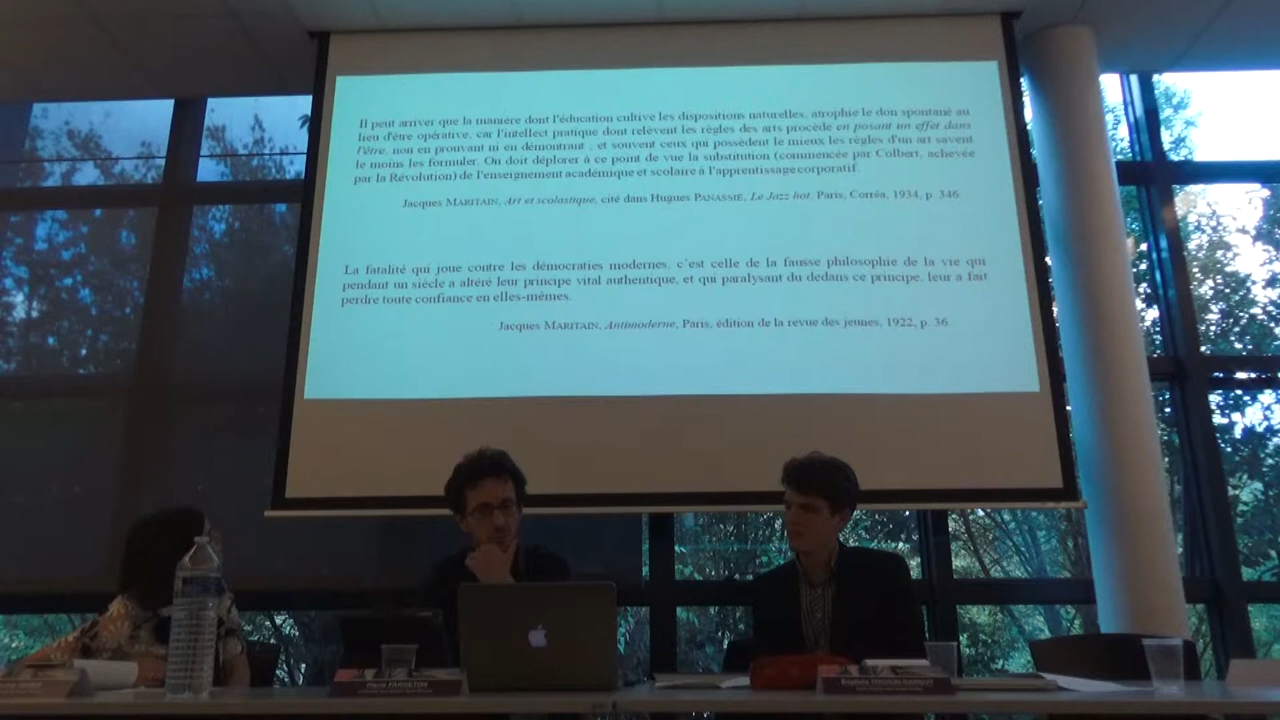 Il peut arriver que la manière dont l'éducation cultive les dispositions naturelles, atrophie le don spontané au
lieu d'être opérative, car l'intellect pratique dont relèvent les règles des arts procède en posant un effet dans
l'être, non en prouvant ni en démontrant ; et souvent ceux qui possèdent le mieux les règles d'un art savent
le moins les formuler. On doit déplorer à ce point de vue la substitution (commencée par Colbert, achevée
par la Révolution) de l'enseignement académique et scolaire à l'apprentissage corporatif.
Jacques MARITAIN, Art et scolastique, cité dans Hugues PANASSIÉ, Le Jazz hot, Paris, Corrêa, 1934, p. 346.
La fatalité qui joue contre les démocraties modernes, c'est celle de la fausse philosophie de la vie qui
pendant un siècle a altéré leur principe vital authentique, et qui paralysant du dedans ce principe, leur a fait
perdre toute confiance en elles-mêmes.
Jacques MARITAIN, Antimoderne, Paris, édition de la revue des jeunes, 1922, p. 36.
Pierre FARGETON